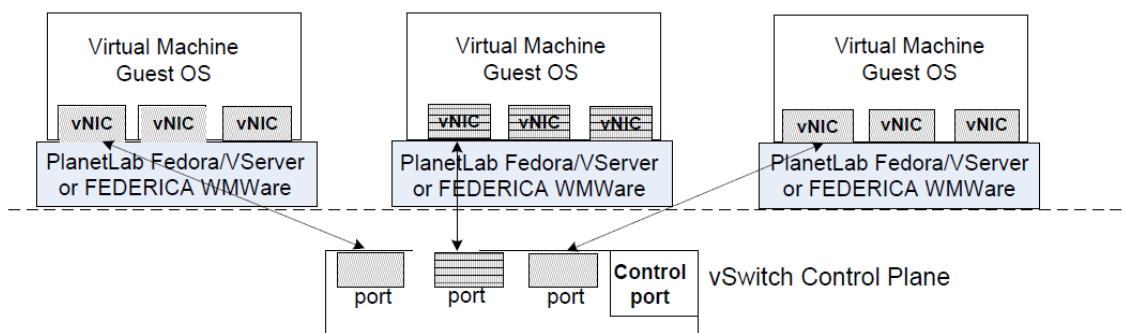 Virtual Machine
Guest OS
vNIC
vNIC
vNIC
PlanetLab Fedora/VServer
or FEDERICA WMWare
Virtual Machine
Guest OS
vNIC
vNIC
vNIC
PlanetLab Fedora/VServer
or FEDERICA WMWare
Virtual Machine
Guest OS
vNIC
vNIC
vNIC
PlanetLab Fedora/VServer
or FEDERICA WMWare
port
port
port
Control
port
vSwitch Control Plane